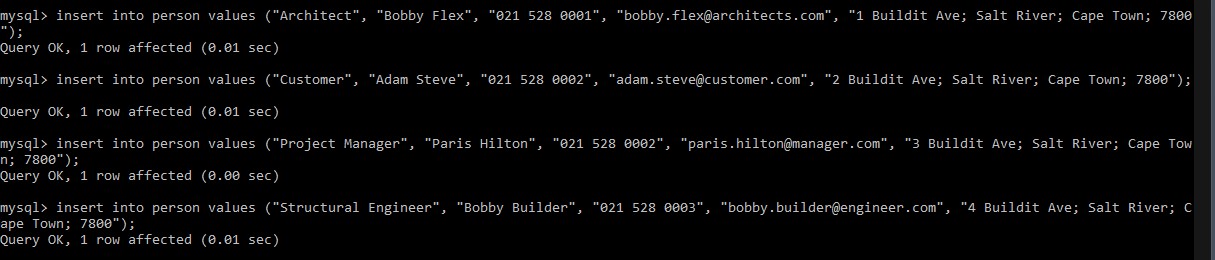 mysql> insert into person values ("Architect", "Bobby Flex", "021 528 0001", "bobby.flex@architects.com", "1 Buildit Ave; Salt River; Cape Town; 7800
");
Query OK, 1 row affected (0.01 sec)
mysql> insert into person values ("Customer", "Adam Steve", "021 528 0002", "adam.steve@customer.com", "2 Buildit Ave; Salt River; Cape Town; 7800");
Query OK, 1 row affected (0.01 sec)
mysql> insert into person values ("Project Manager", "Paris Hilton", "021 528 0002", "paris.hilton@manager.com", "3 Buildit Ave; Salt River; Cape Tow
n; 7800");
Query OK, 1 row affected (0.00 sec)
mysql> insert into person values ("Structural Engineer", "Bobby Builder", "021 528 0003", "bobby.builder@engineer.com", "4 Buildit Ave; Salt River; C
ape Town; 7800");
Query OK, 1 row affected (0.01 sec)